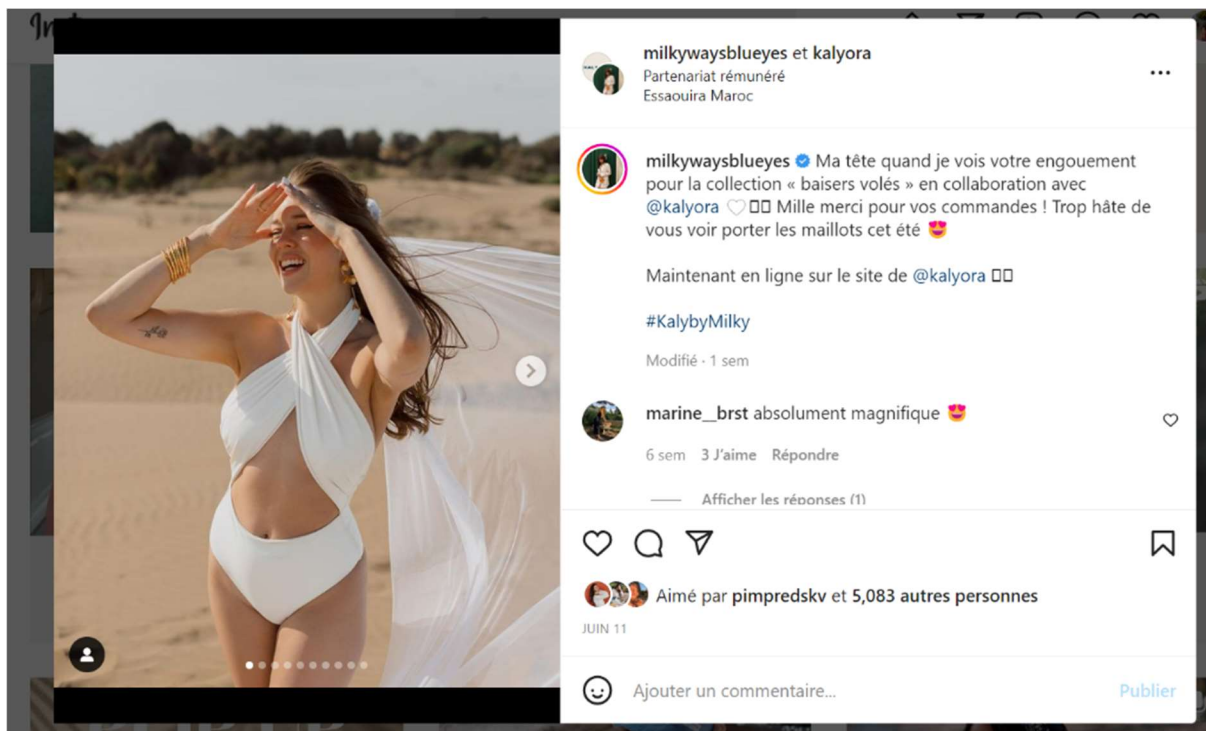 milkywaysblueyes et kalyora
Partenariat rémunéré
Essaouira Maroc
milkywaysblueyes Ma tête quand je vois votre engouement
pour la collection « baisers volés » en collaboration avec
@kalyora 🤍▯▯ Mille merci pour vos commandes ! Trop hâte de
vous voir porter les maillots cet été 😍
Maintenant en ligne sur le site de @kalyora ▯▯
#KalybyMilky
Modifié · 1 sem
marine__brst absolument magnifique 😍
6 sem 3 J'aime Répondre
Afficher les réponses (1)
Aimé par pimpredskv et 5,083 autres personnes
JUIN 11
Ajouter un commentaire...
Publier